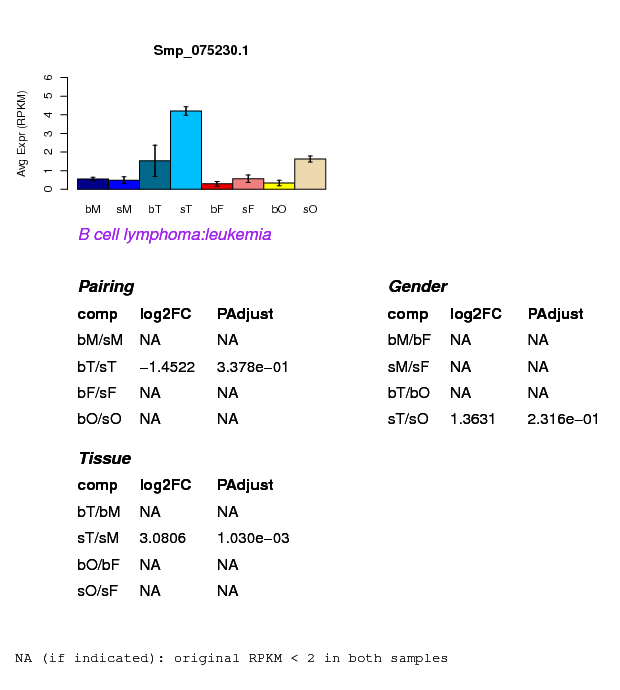 Smp_075230.1
Avg Expr (RPKM)
6
5
4
3
2
1
0
bM sM bT sT bF sF bO sO
B cell lymphoma:leukemia
Pairing
comp log2FC PAdjust
bM/sM NA NA
bT/sT −1.4522 3.378e−01
bF/sF NA NA
bO/sO NA NA
Gender
comp log2FC PAdjust
bM/bF NA NA
sM/sF NA NA
bT/bO NA NA
sT/sO 1.3631 2.316e−01
Tissue
comp log2FC PAdjust
bT/bM NA NA
sT/sM 3.0806 1.030e−03
bO/bF NA NA
sO/sF NA NA
NA (if indicated): original RPKM < 2 in both samples